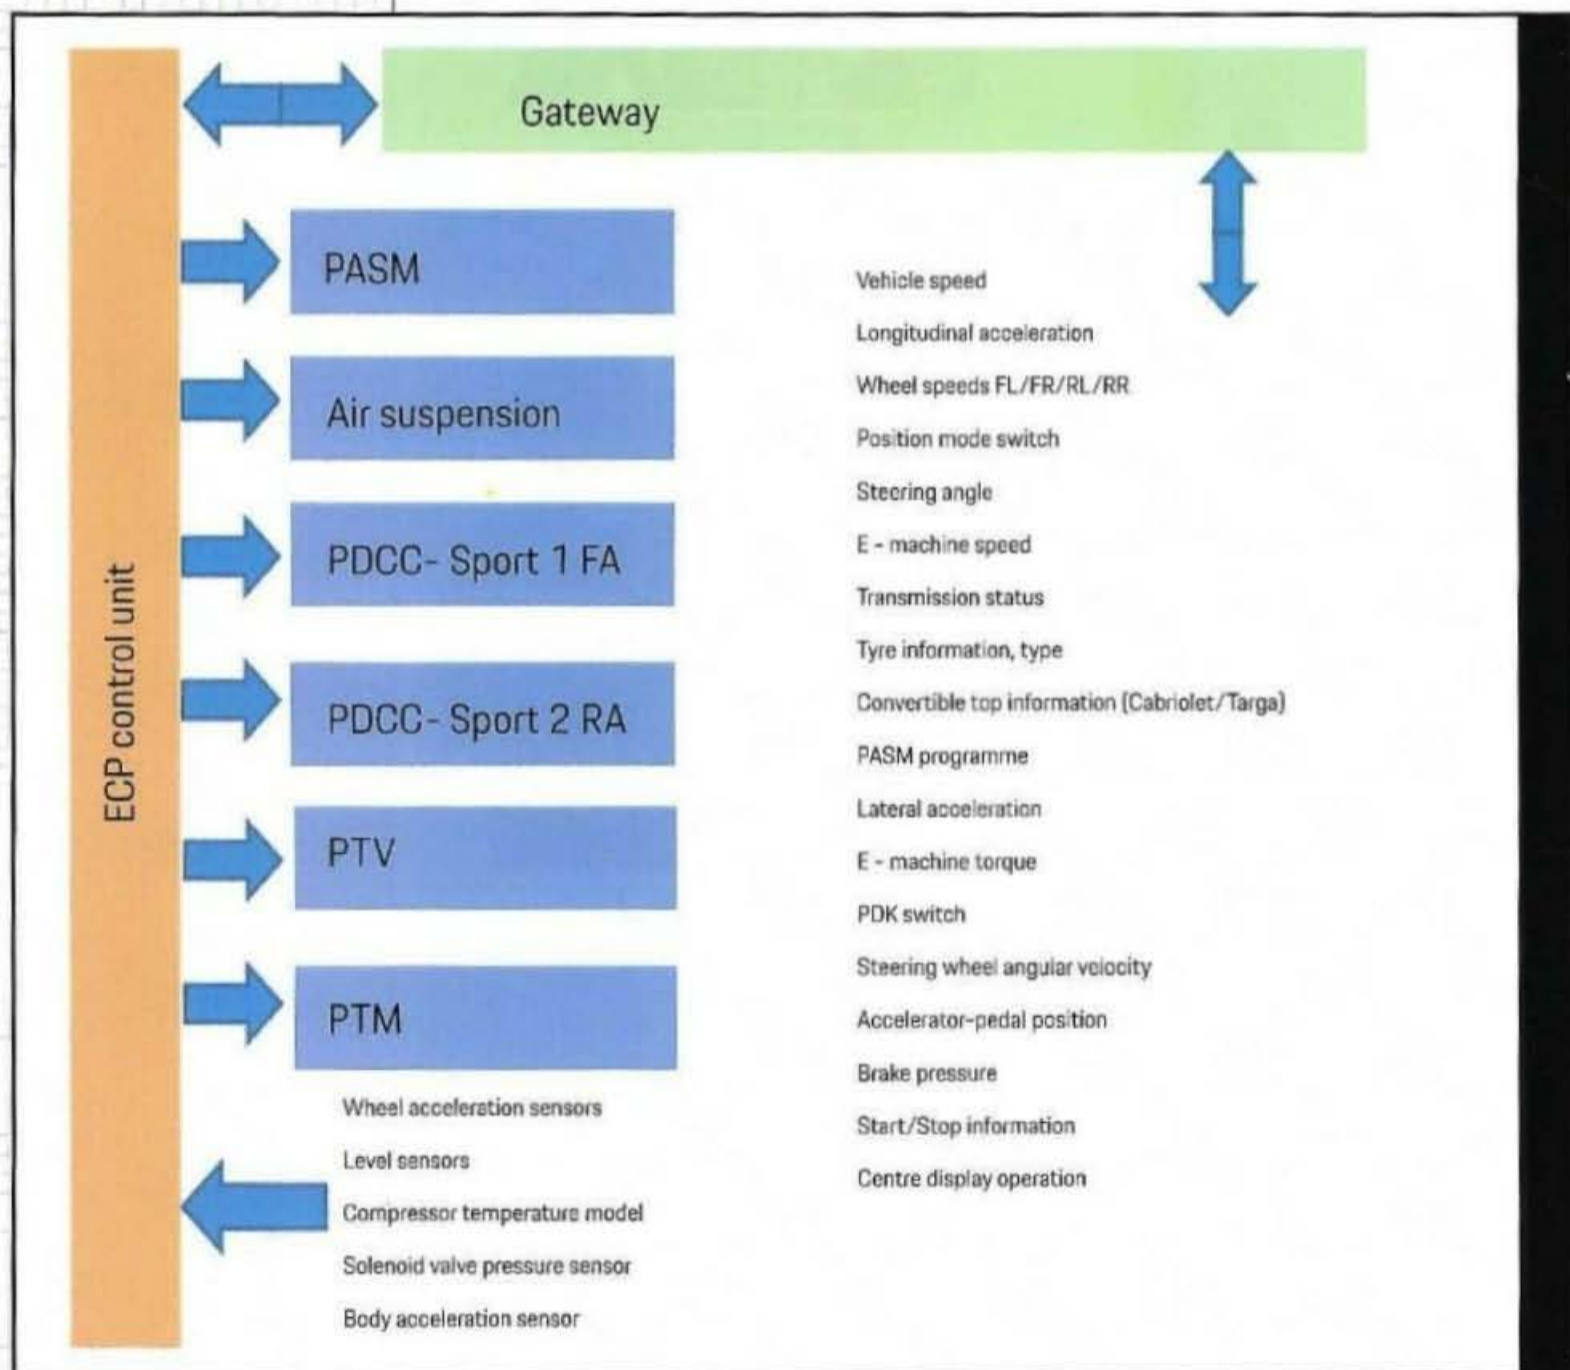 Gateway
ECP control unit
PASM
Air suspension
PDCC- Sport 1 FA
PDCC- Sport 2 RA
PTV
PTM
Wheel acceleration sensors
Level sensors
Compressor temperature model
Solenoid valve pressure sensor
Body acceleration sensor
Vehicle speed
Longitudinal acceleration
Wheel speeds FL/FR/RL/RR
Position mode switch
Steering angle
E - machine speed
Transmission status
Tyre information, type
Convertible top information (Cabriolet/Targa)
PASM programme
Lateral acceleration
E - machine torque
PDK switch
Steering wheel angular velocity
Accelerator-pedal position
Brake pressure
Start/Stop information
Centre display operation